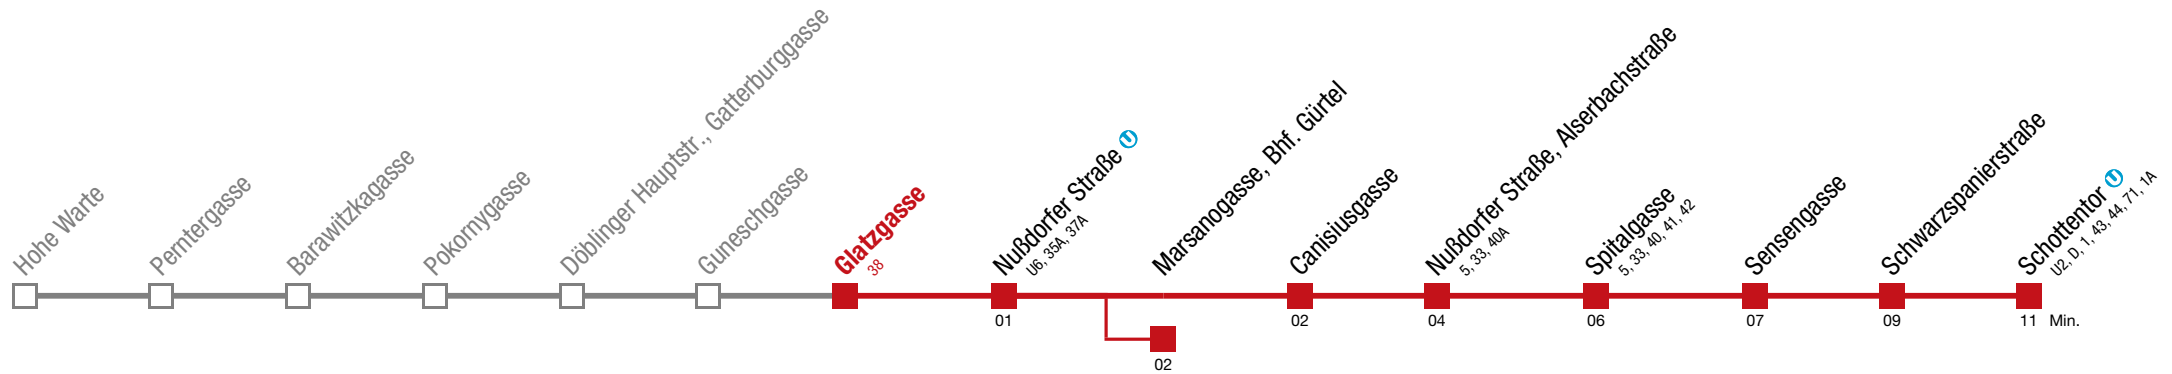 Hohe Warte
Perntergasse
Barawitzkagasse
Pokornygasse
Döblinger Hauptstr., Gatterburggasse
Guneschgasse
Glatzgasse
38
Nußdorfer Straße U
U6, 35A, 37A
Marsanogasse, Bhf. Gürtel
Canisiusgasse
Nußdorfer Straße, Alserbachstraße
5, 33, 40A
Spitalgasse
5, 33, 40, 41, 42
Sensengasse
Schwarzspanierstraße
Schottentor U
U2, D, 1, 43, 44, 71, 1A
01
02
04
06
07
09
11 Min.
02